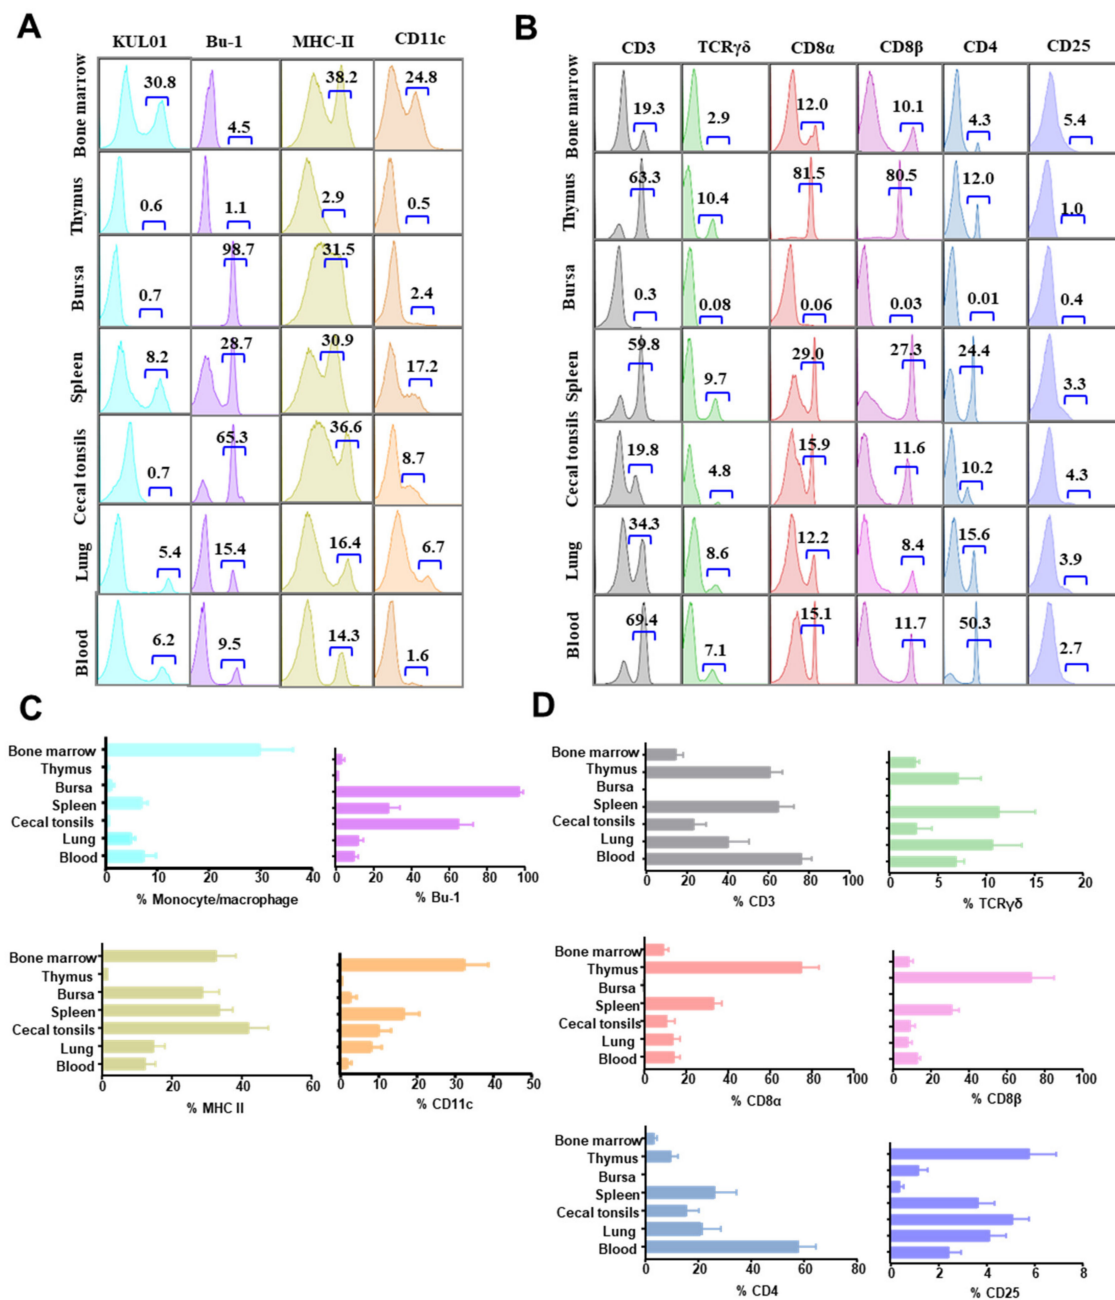 A
KUL01 Bu-1 MHC-II CD11c
Bone marrow 30.8 4.5 38.2 24.8
Thymus 0.6 1.1 2.9 0.5
Bursa 0.7 98.7 31.5 2.4
Spleen 8.2 28.7 30.9 17.2
Cecal tonsils 0.7 65.3 36.6 8.7
Lung 5.4 15.4 16.4 6.7
Blood 6.2 9.5 14.3 1.6
B
CD3 TCRγδ CD8α CD8β CD4 CD25
Bone marrow 19.3 2.9 12.0 10.1 4.3 5.4
Thymus 63.3 10.4 81.5 80.5 12.0 1.0
Bursa 0.3 0.08 0.06 0.03 0.01 0.4
Spleen 59.8 9.7 29.0 27.3 24.4 3.3
Cecal tonsils 19.8 4.8 15.9 11.6 10.2 4.3
Lung 34.3 8.6 12.2 8.4 15.6 3.9
Blood 69.4 7.1 15.1 11.7 50.3 2.7
C
Bone marrow
Thymus
Bursa
Spleen
Cecal tonsils
Lung
Blood
0 10 20 30 40
% Monocyte/macrophage
0 20 40 60 80 100
% Bu-1
Bone marrow
Thymus
Bursa
Spleen
Cecal tonsils
Lung
Blood
0 20 40 60
% MHC II
0 10 20 30 40 50
% CD11c
D
Bone marrow
Thymus
Bursa
Spleen
Cecal tonsils
Lung
Blood
0 20 40 60 80 100
% CD3
0 5 10 15 20
% TCRγδ
Bone marrow
Thymus
Bursa
Spleen
Cecal tonsils
Lung
Blood
0 20 40 60 80 100
% CD8α
0 20 40 60 80 100
% CD8β
Bone marrow
Thymus
Bursa
Spleen
Cecal tonsils
Lung
Blood
0 20 40 60 80
% CD4
0 2 4 6 8
% CD25